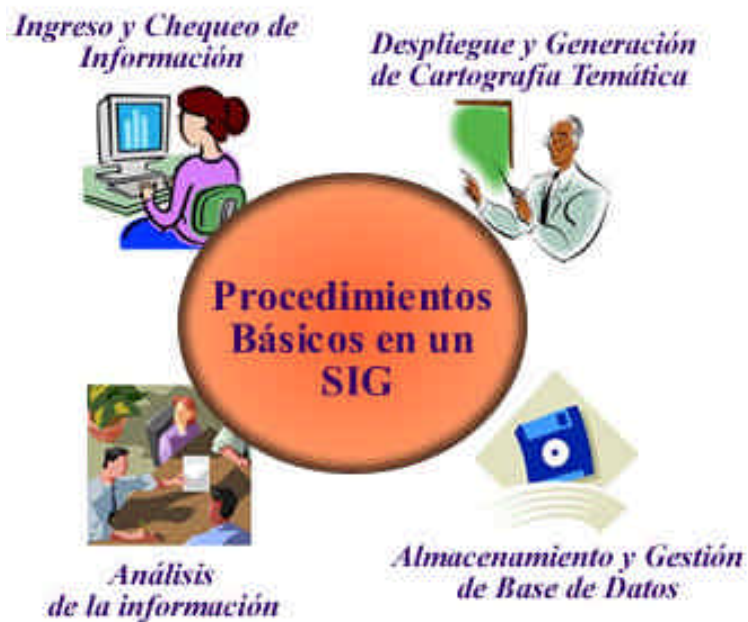 Ingreso y Chequeo de
Información
Despliegue y Generación
de Cartografía Temática
Procedimientos
Básicos en un
SIG
Análisis
de la información
Almacenamiento y Gestión
de Base de Datos